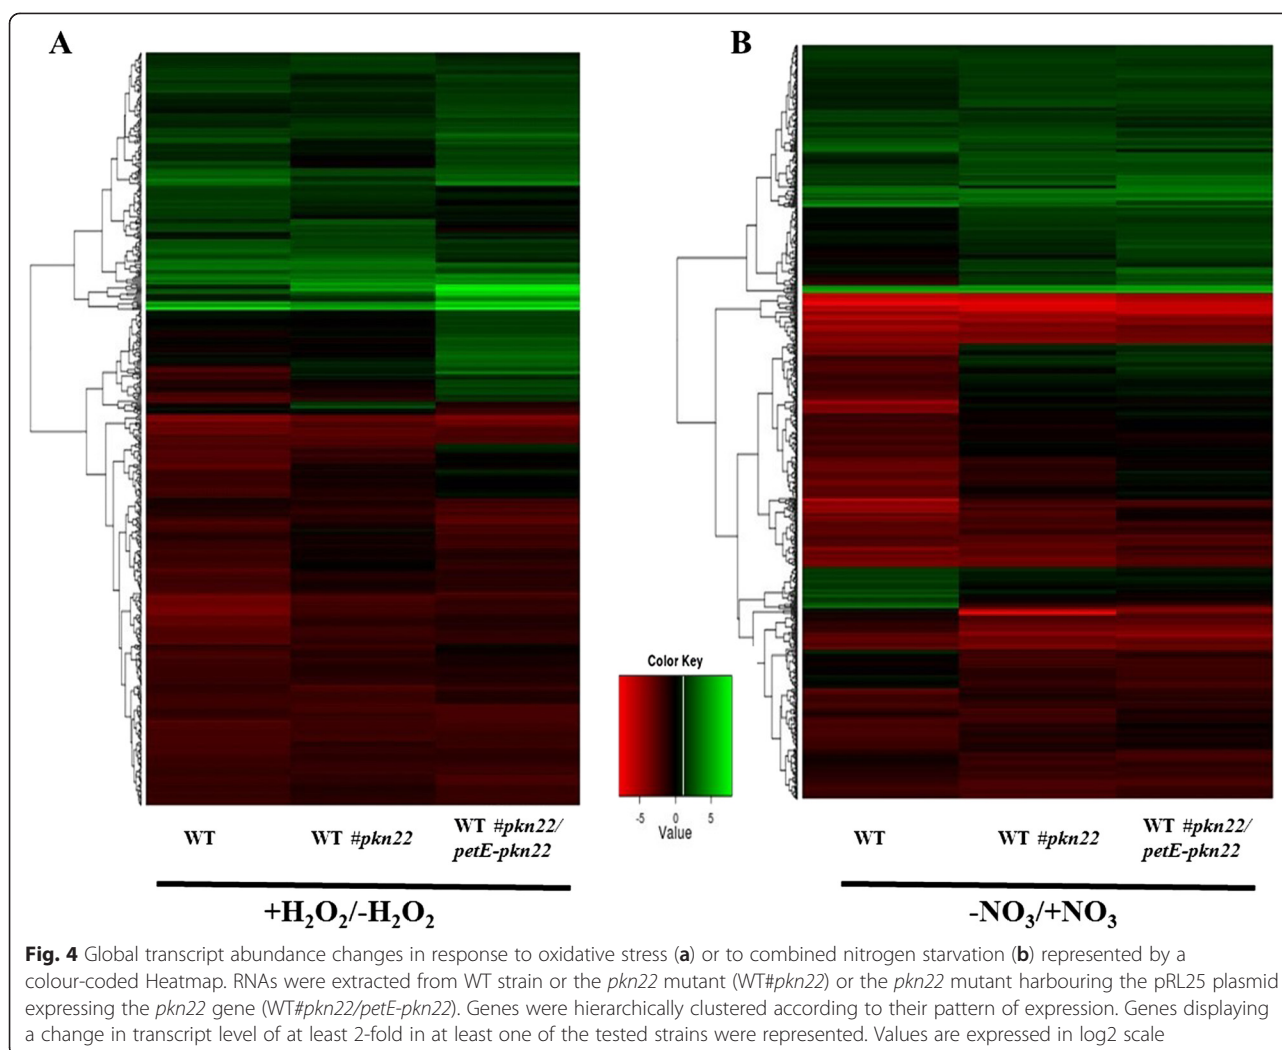 A
B
Color Key
-5 0 5
Value
WT
WT #pkn22
WT #pkn22/
petE-pkn22
+H₂O₂/-H₂O₂
WT
WT #pkn22
WT #pkn22/
petE-pkn22
-NO₃/+NO₃
Fig. 4 Global transcript abundance changes in response to oxidative stress (a) or to combined nitrogen starvation (b) represented by a
colour-coded Heatmap. RNAs were extracted from WT strain or the pkn22 mutant (WT#pkn22) or the pkn22 mutant harbouring the pRL25 plasmid
expressing the pkn22 gene (WT#pkn22/petE-pkn22). Genes were hierarchically clustered according to their pattern of expression. Genes displaying
a change in transcript level of at least 2-fold in at least one of the tested strains were represented. Values are expressed in log2 scale